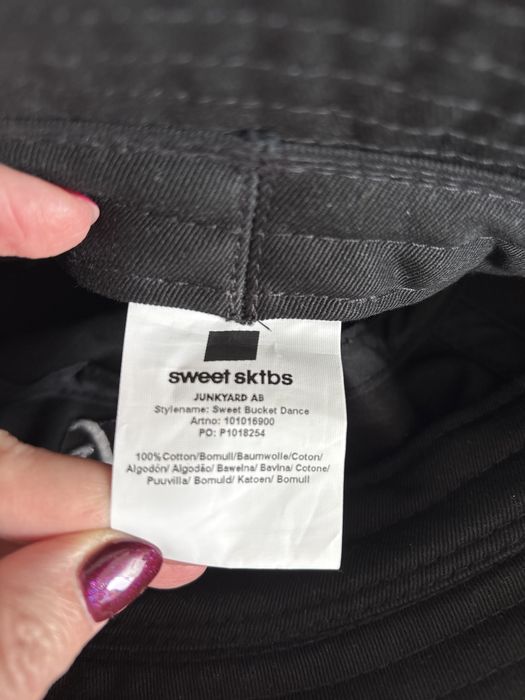 sweet sktbs
JUNKYARD AB
Stylename: Sweet Bucket Dance
Artno: 101016900
PO: P1018254
100%Cotton/Bomull/Baumwolle/Coton/
Algodón/ Algodão/ Bawełna/ Bavlna/ Cotone/
Puuvilla/ Bomuld/ Katoen/ Bomull